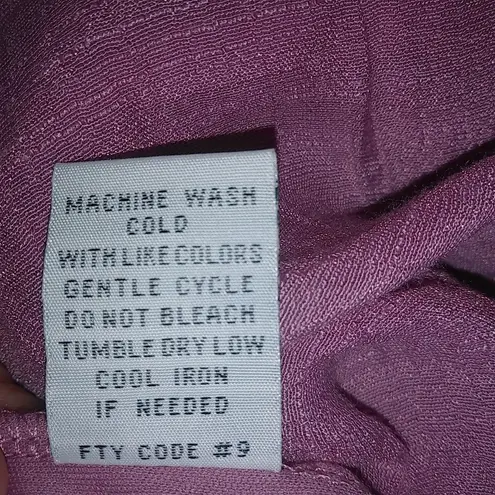 MACHINE WASH
COLD
WITH LIKE COLORS
GENTLE CYCLE
DO NOT BLEACH
TUMBLE DRY LOW
COOL IRON
IF NEEDED
FTY CODE #9